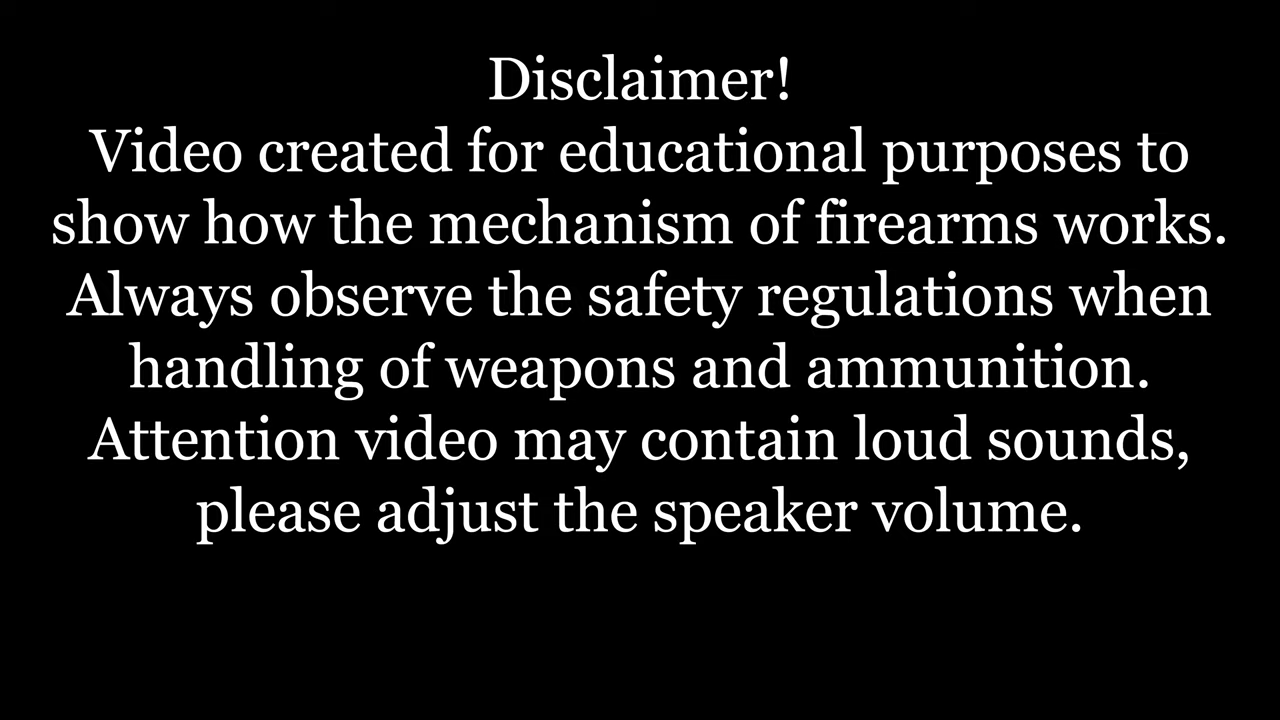 Disclaimer!
Video created for educational purposes to
show how the mechanism of firearms works.
Always observe the safety regulations when
handling of weapons and ammunition.
Attention video may contain loud sounds,
please adjust the speaker volume.